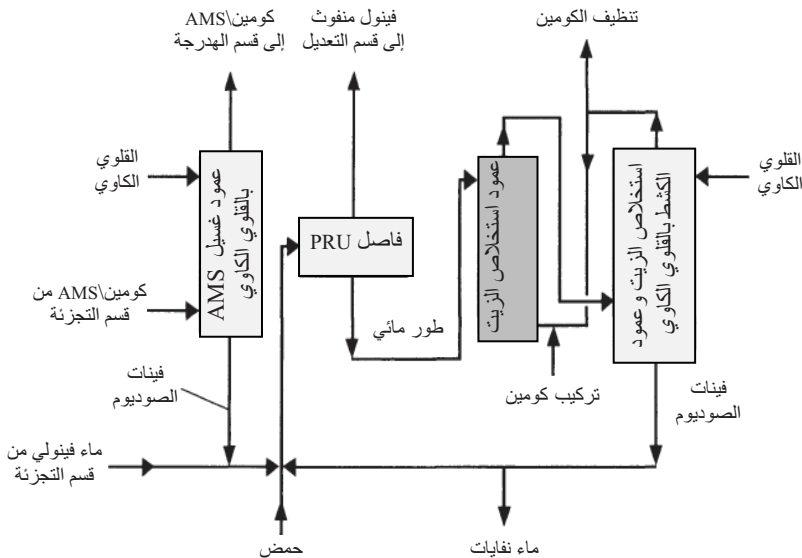 كومين\AMS
إلى قسم الهدرجة
فينول منفوث
إلى قسم التعديل
تنظيف الكومين
القلوي
الكاوي
عمود غسيل AMS
بالقلوي الكاوي
فاصل PRU
عمود استخلاص الزيت
استخلاص الزيت وعمود
الكشط بالقلوي الكاوي
القلوي
الكاوي
كومين\AMS من
قسم التجزئة
طور مائي
تركيب كومين
فينات
الصوديوم
فينات
الصوديوم
ماء فينولي من
قسم التجزئة
حمض
ماء نفايات